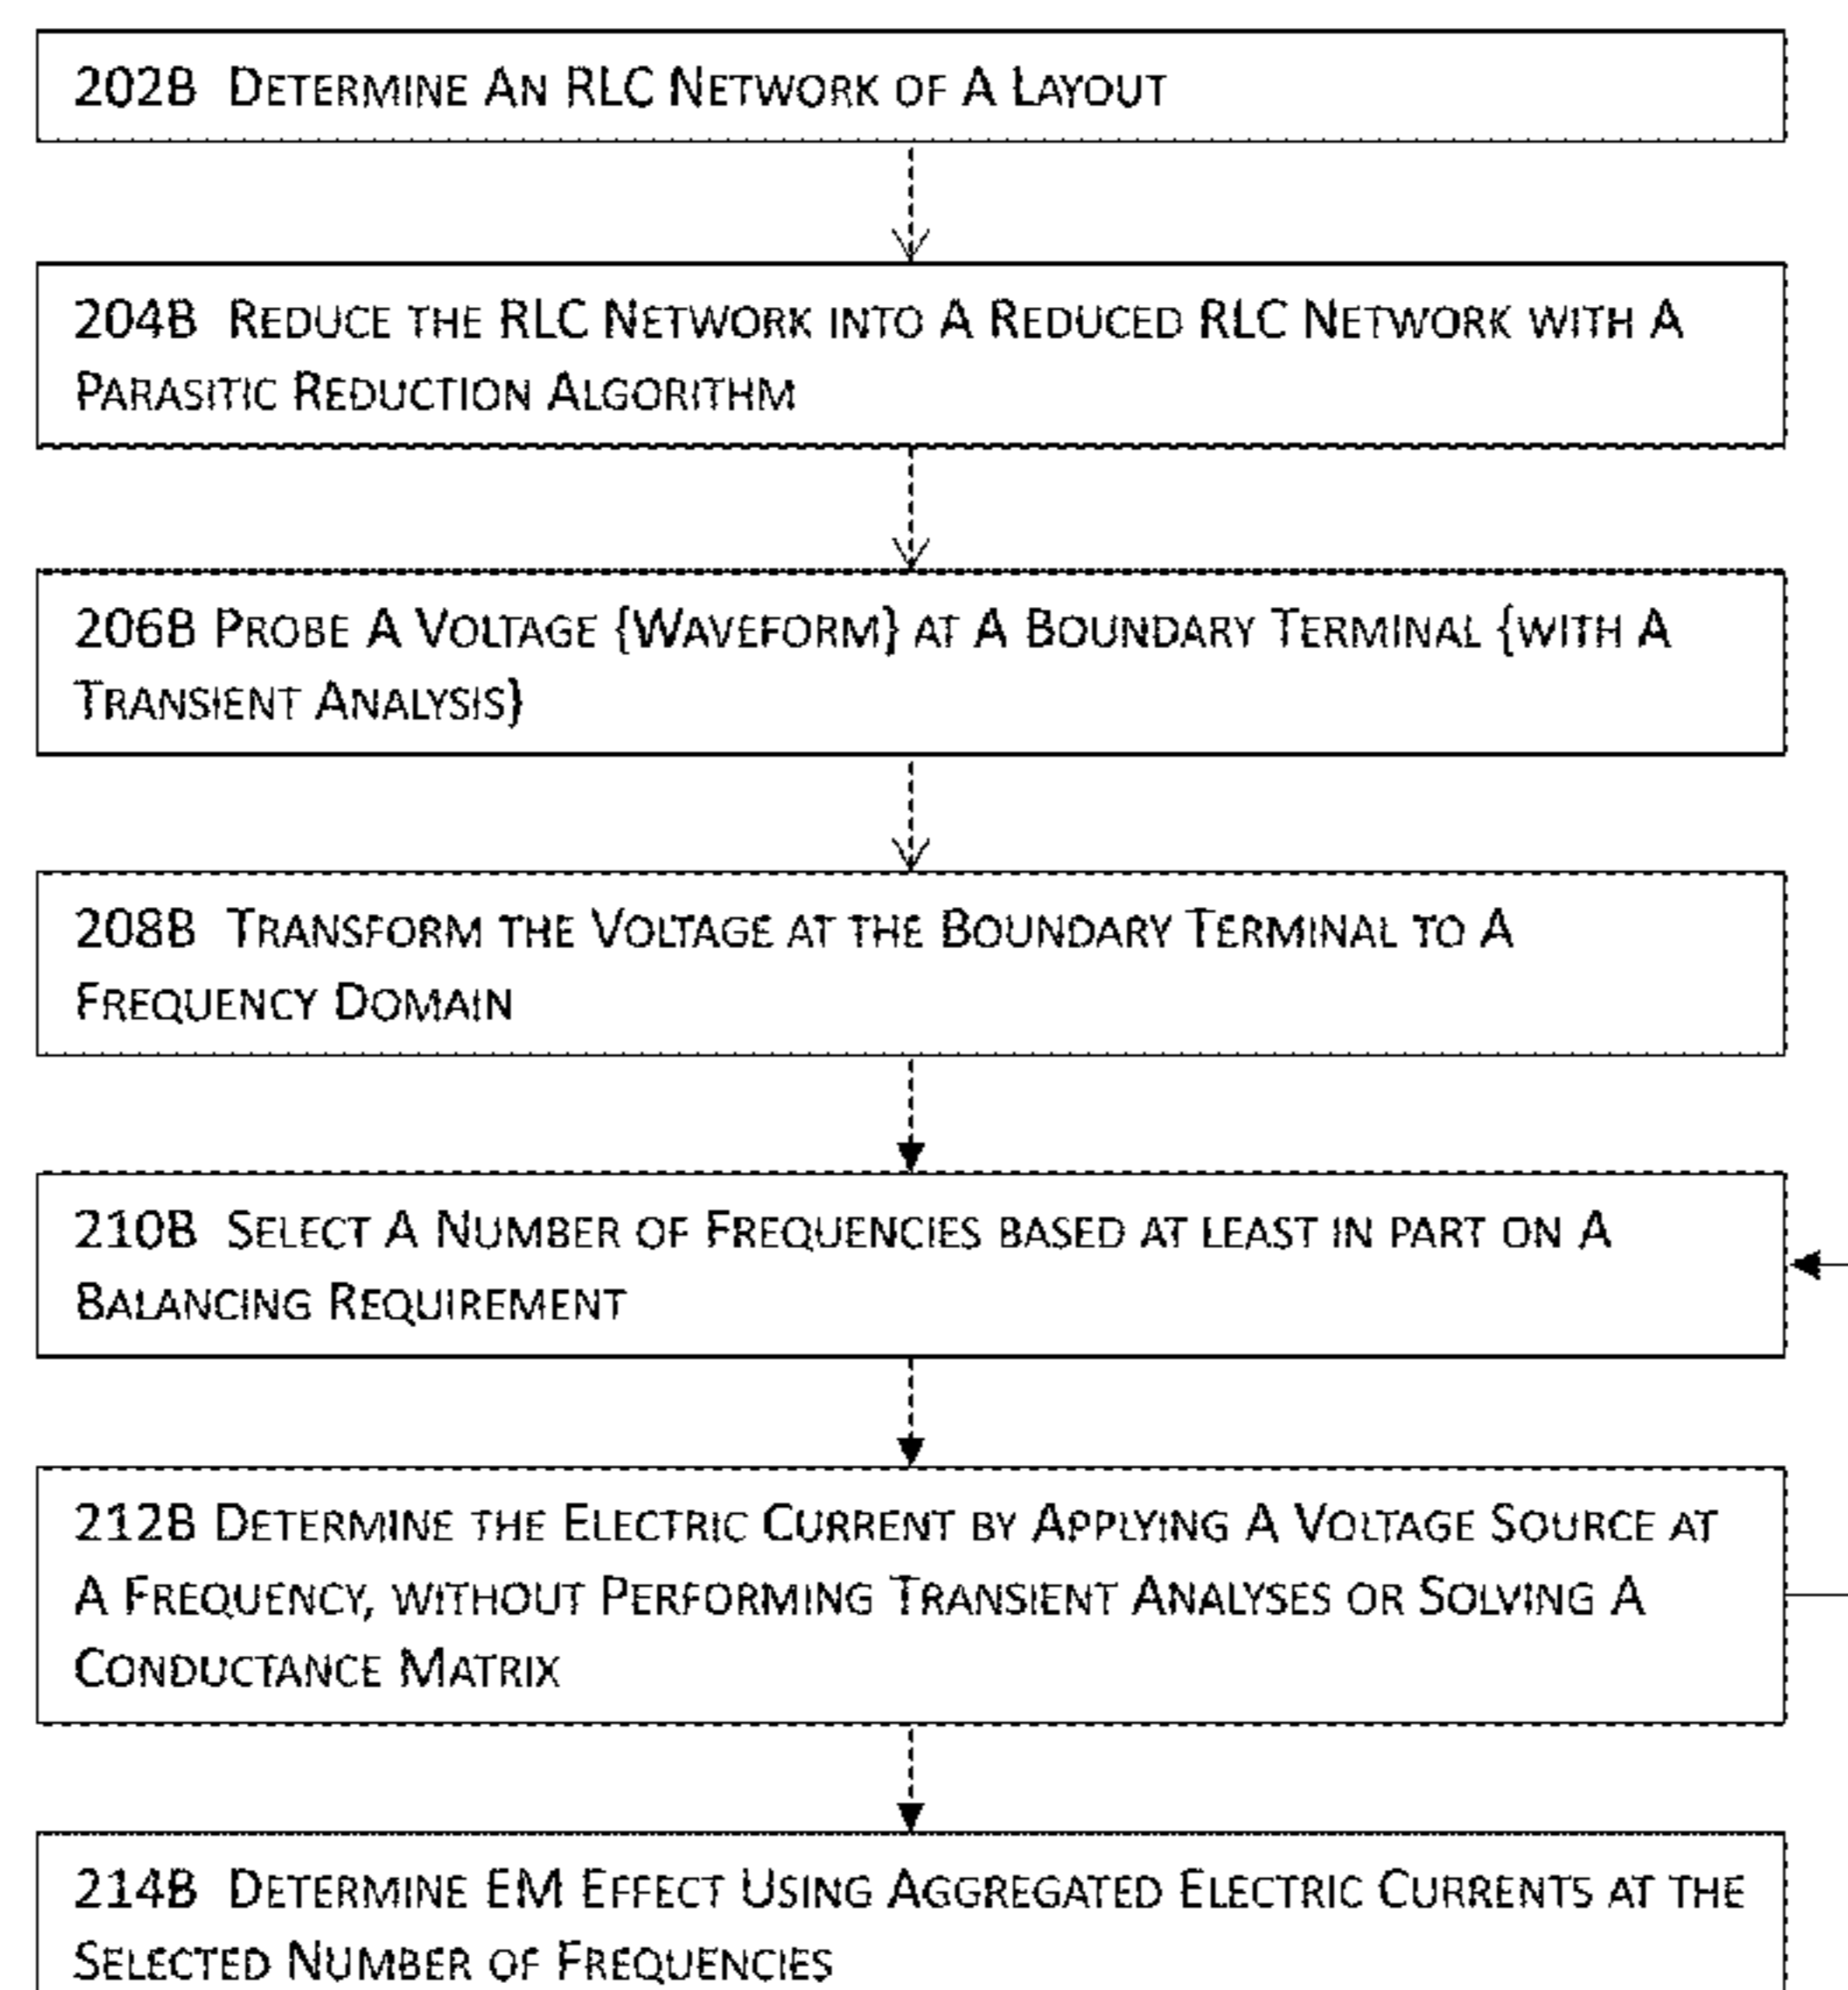 202B DETERMINE AN RLC NETWORK OF A LAYOUT
204B REDUCE THE RLC NETWORK INTO A REDUCED RLC NETWORK WITH A
PARASITIC REDUCTION ALGORITHM
206B PROBE A VOLTAGE {WAVEFORM} AT A BOUNDARY TERMINAL {WITH A
TRANSIENT ANALYSIS}
208B TRANSFORM THE VOLTAGE AT THE BOUNDARY TERMINAL TO A
FREQUENCY DOMAIN
210B SELECT A NUMBER OF FREQUENCIES BASED AT LEAST IN PART ON A
BALANCING REQUIREMENT
212B DETERMINE THE ELECTRIC CURRENT BY APPLYING A VOLTAGE SOURCE AT
A FREQUENCY, WITHOUT PERFORMING TRANSIENT ANALYSES OR SOLVING A
CONDUCTANCE MATRIX
214B DETERMINE EM EFFECT USING AGGREGATED ELECTRIC CURRENTS AT THE
SELECTED NUMBER OF FREQUENCIES